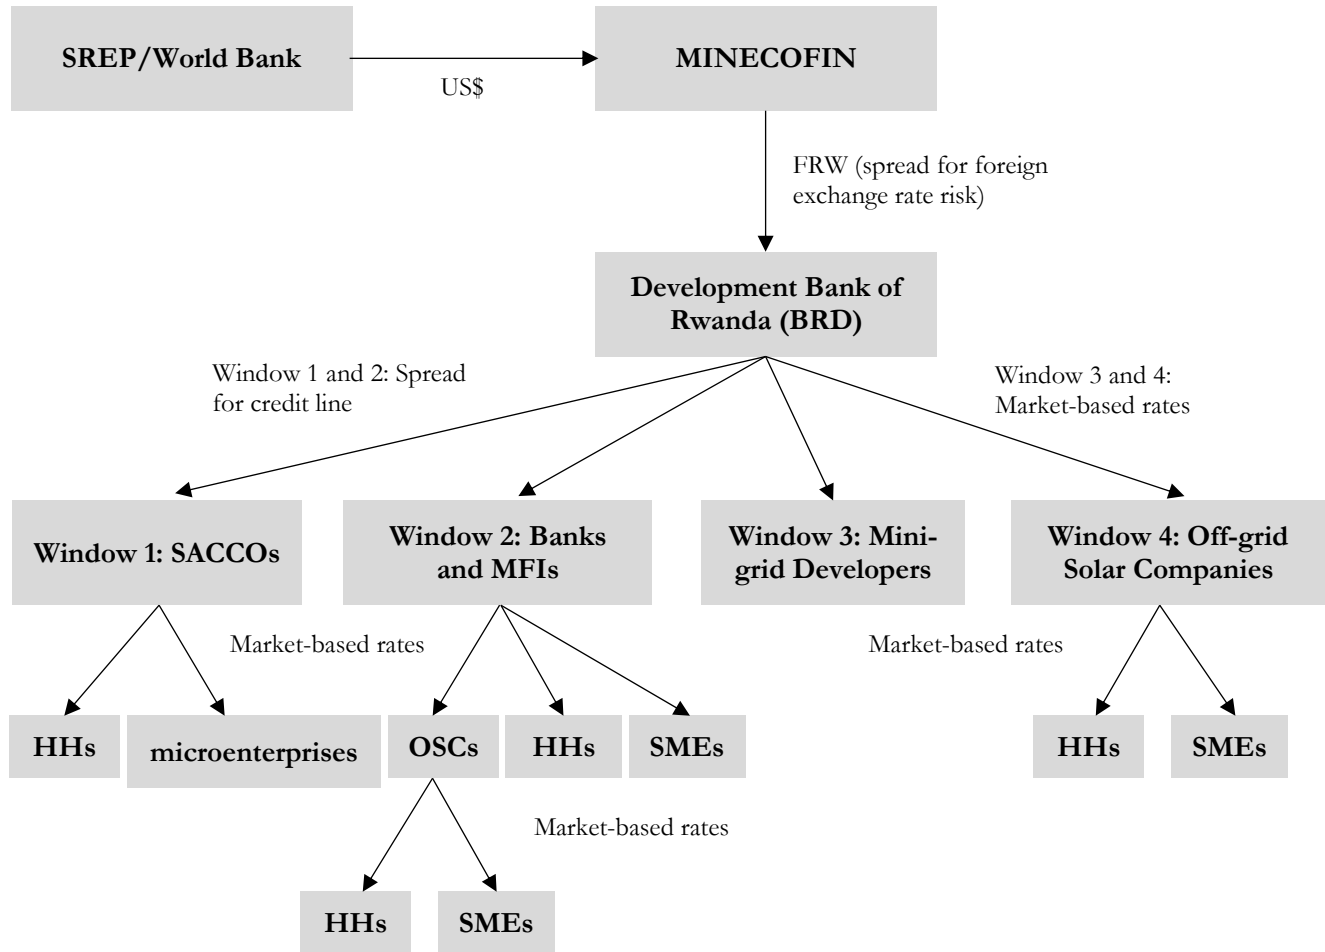 SREP/World Bank
MINECOFIN
US$
FRW (spread for foreign
exchange rate risk)
Development Bank of
Rwanda (BRD)
Window 1 and 2: Spread
for credit line
Window 3 and 4:
Market-based rates
Window 1: SACCOs
Window 2: Banks
and MFIs
Window 3: Mini-
grid Developers
Window 4: Off-grid
Solar Companies
Market-based rates
Market-based rates
HHs
microenterprises
OSCs
HHs
SMEs
HHs
SMEs
Market-based rates
HHs
SMEs